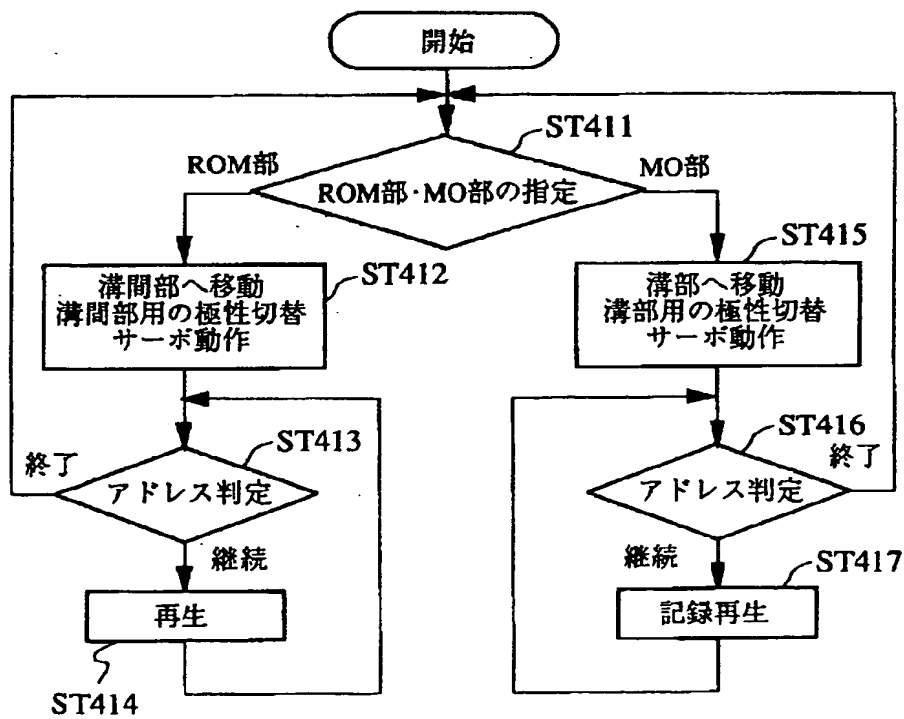 開始
ST411
ROM部
ROM部・MO部の指定
MO部
ST412
溝間部へ移動
溝間部用の極性切替
サーボ動作
ST415
溝部へ移動
溝部用の極性切替
サーボ動作
ST413
終了
アドレス判定
継続
ST416
終了
アドレス判定
継続
再生
ST414
ST417
記録再生